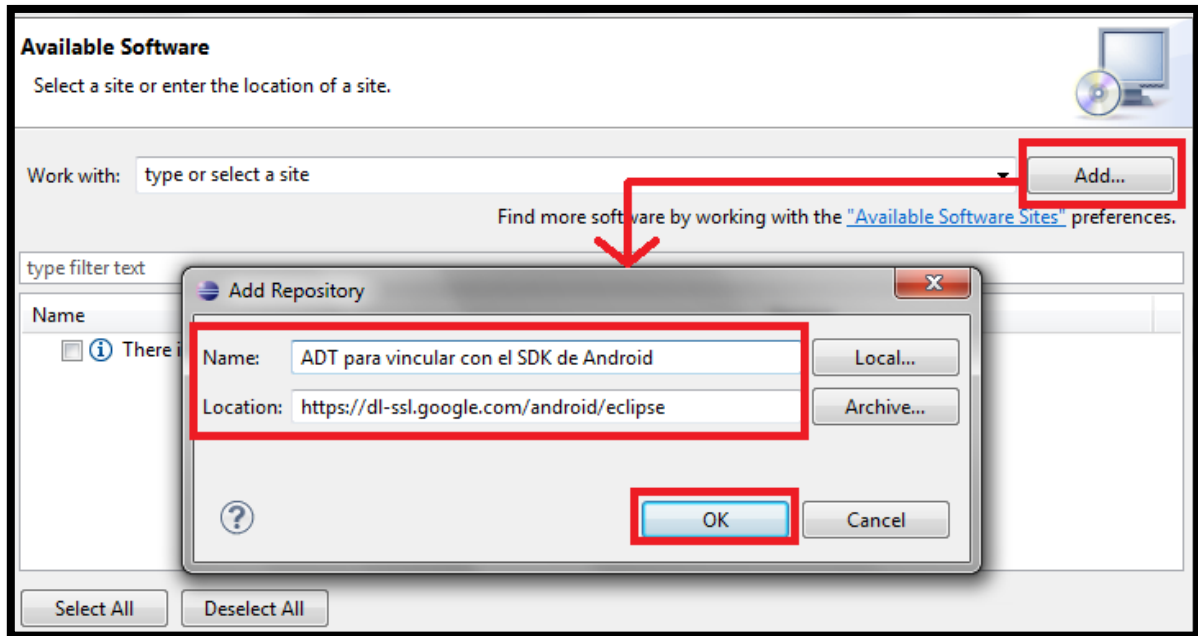 Available Software
Select a site or enter the location of a site.
Work with: type or select a site Add...
Find more software by working with the "Available Software Sites" preferences.
type filter text
Add Repository
Name
There i
Name: ADT para vincular con el SDK de Android Local...
Location: https://dl-ssl.google.com/android/eclipse Archive...
OK Cancel
Select All Deselect All